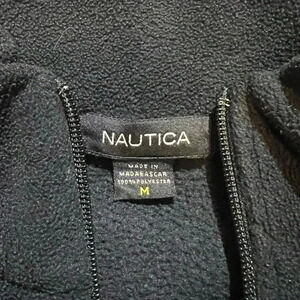 NAUTICA
MADE IN
MADAGASCAR
100% POLYESTER
M